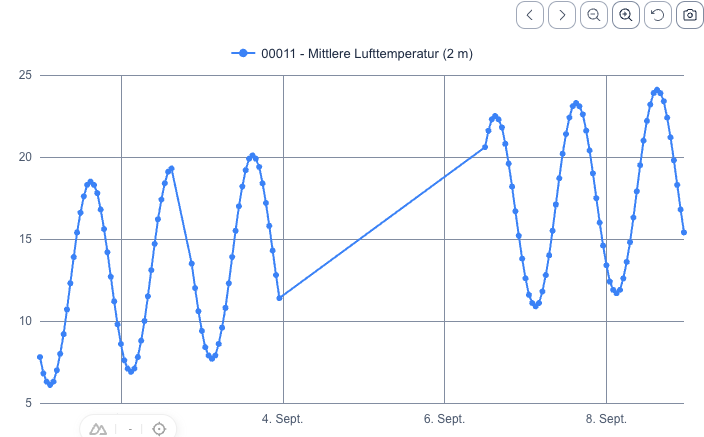 00011 - Mittlere Lufttemperatur (2 m)
25
20
15
10
5
4. Sept.
6. Sept.
8. Sept.
-